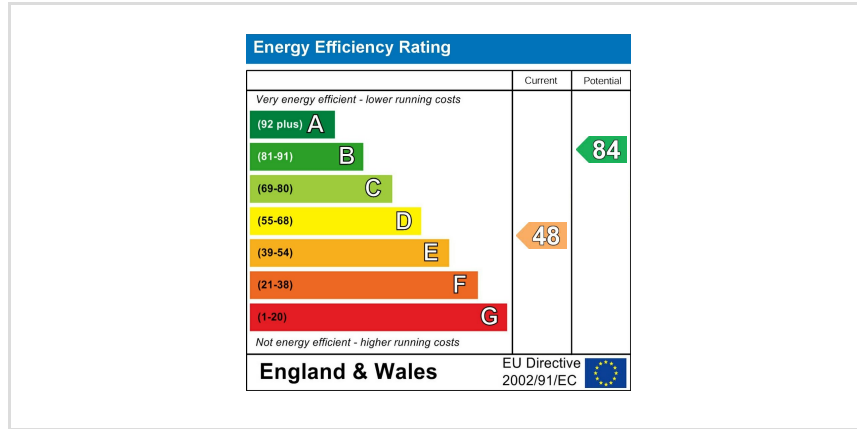 Energy Efficiency Rating
Current Potential
Very energy efficient - lower running costs
(92 plus) A
(81-91) B
84
(69-80) C
(55-68) D
48
(39-54) E
(21-38) F
(1-20) G
Not energy efficient - higher running costs
England & Wales
EU Directive
2002/91/EC